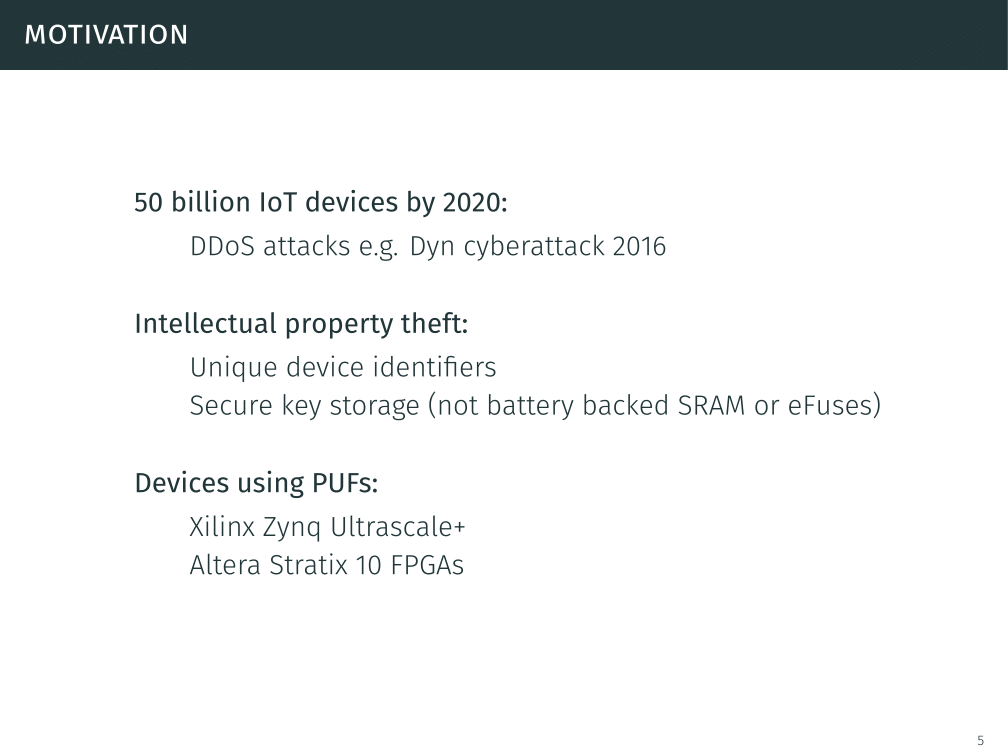 MOTIVATION
50 billion IoT devices by 2020:
DDoS attacks e.g. Dyn cyberattack 2016
Intellectual property theft:
Unique device identifiers
Secure key storage (not battery backed SRAM or eFuses)
Devices using PUFs:
Xilinx Zynq Ultrascale+
Altera Stratix 10 FPGAs
5